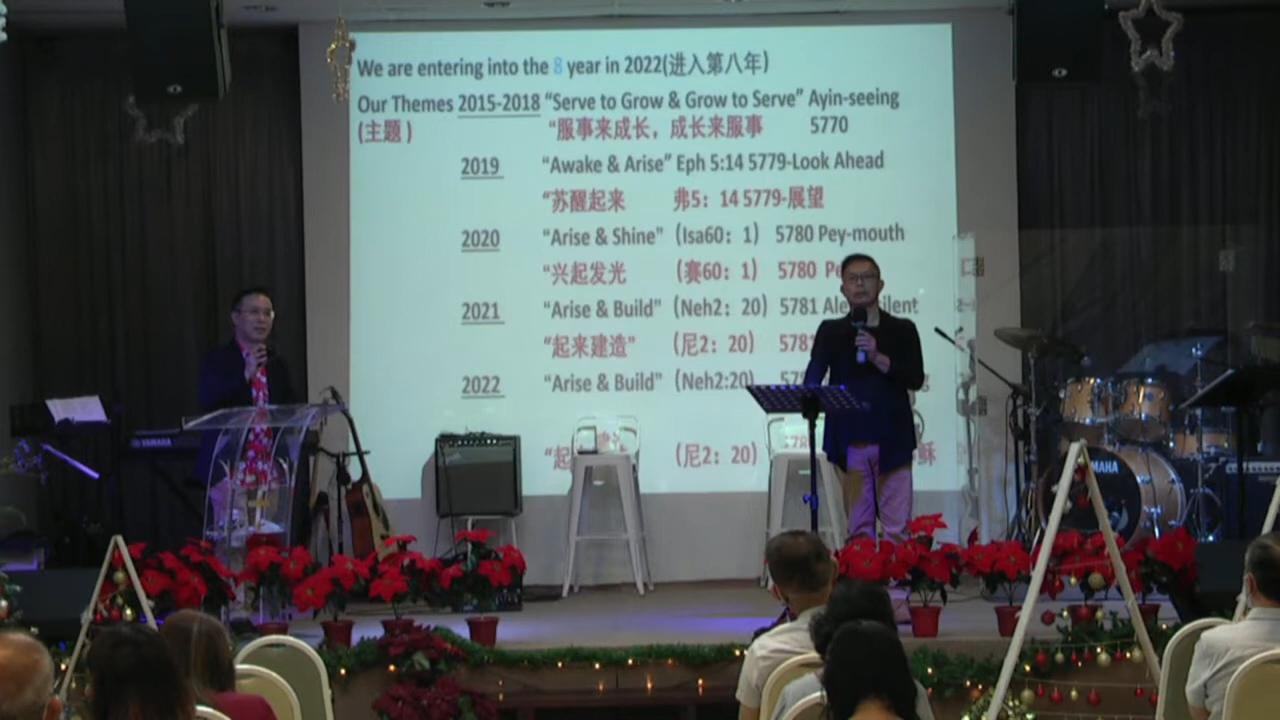 We are entering into the 8 year in 2022(进入第八年)
Our Themes 2015-2018 “Serve to Grow & Grow to Serve” Ayin-seeing
(主题) “服事来成长，成长来服事 5770
2019 “Awake & Arise” Eph 5:14 5779-Look Ahead
“苏醒起来 弗5：14 5779-展望
2020 “Arise & Shine” (Isa60：1) 5780 Pey-mouth
“兴起发光 (赛60：1) 5780
2021 “Arise & Build” (Neh2：20) 5781
“起来建造” (尼2：20)
2022 “Arise & Build” (Neh2:20)
(尼2：20)
YAMAHA
YAMAHA